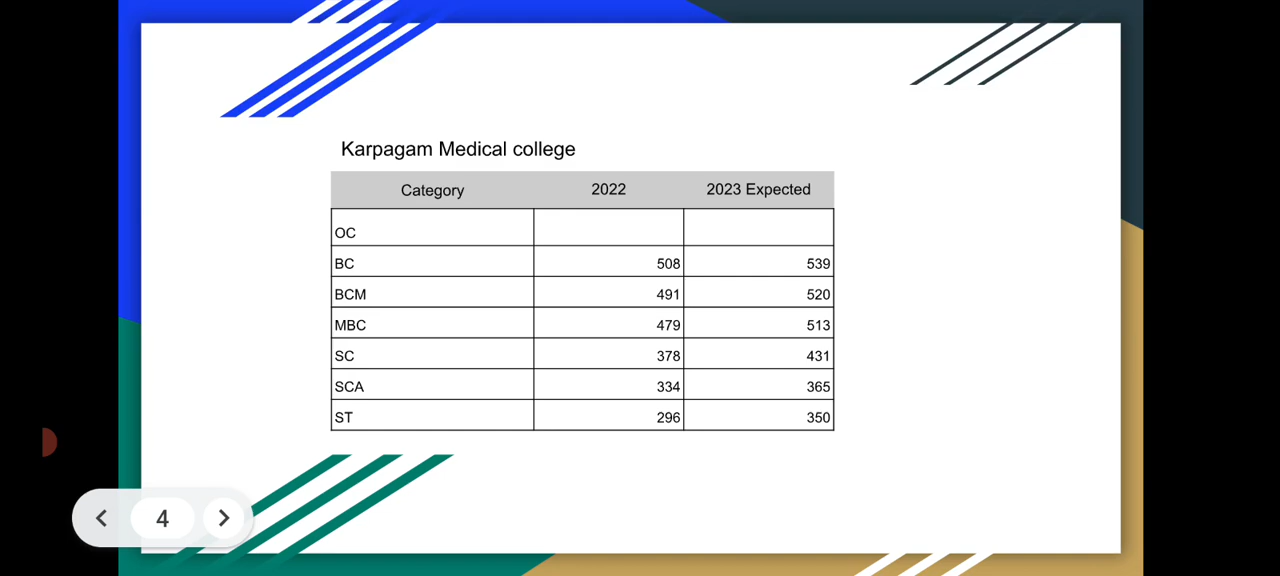 Karpagam Medical college
Category 2022 2023 Expected
OC
BC 508 539
BCM 491 520
MBC 479 513
SC 378 431
SCA 334 365
ST 296 350
4